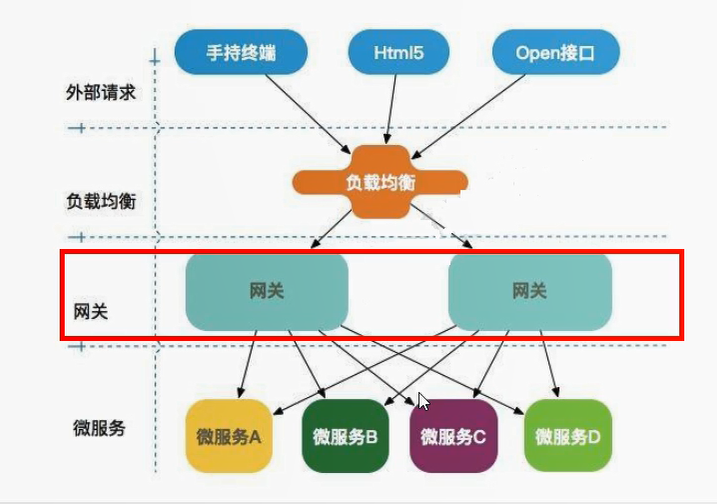 手持终端
Html5
Open接口
外部请求
负载均衡
负载均衡
网关
网关
网关
微服务
微服务A
微服务B
微服务C
微服务D